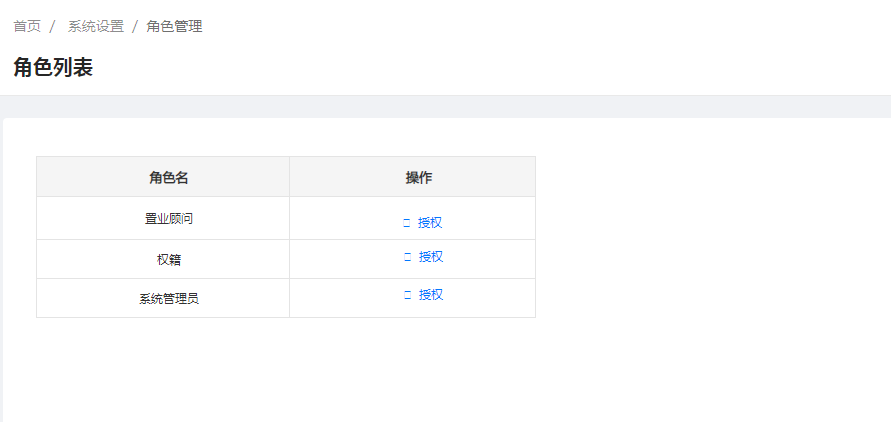 首页 / 系统设置 / 角色管理
角色列表
角色名 操作
置业顾问 授权
权籍 授权
系统管理员 授权